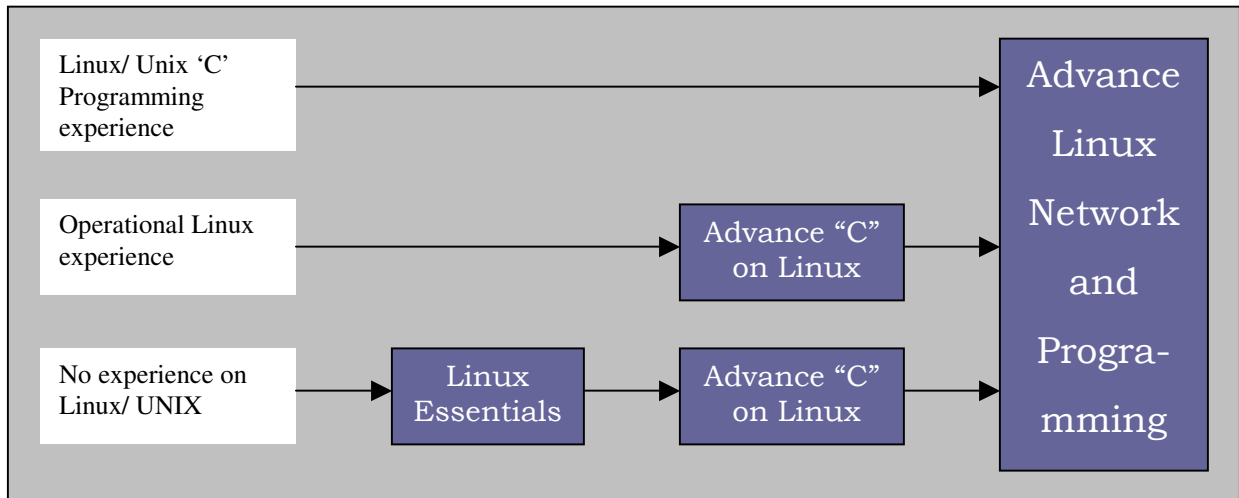 Linux/ Unix ‘C’
Programming
experience
Advance
Linux
Network
and
Progra-
mming
Operational Linux
experience
Advance “C”
on Linux
No experience on
Linux/ UNIX
Linux
Essentials
Advance “C”
on Linux